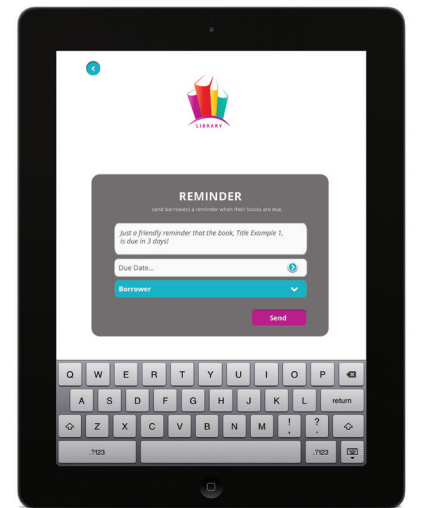 LIBRARY
REMINDER
send borrowers a reminder when their books are due.
Just a friendly reminder that the book, Title Example 1,
is due in 3 days!
Due Date...
Borrower
Send
Q W E R T Y U I O P
A S D F G H J K L return
Z X C V B N M ! , ? .
.?123 .?123